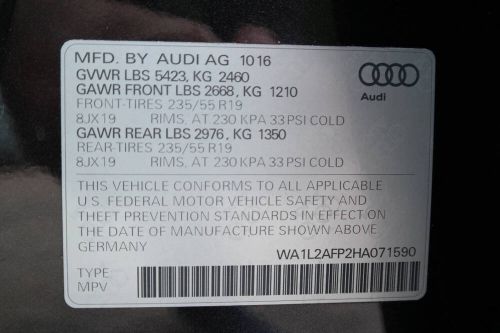 MFD. BY AUDI AG 1016
GVWR LBS 5423, KG 2460
GAWR FRONT LBS 2668, KG 1210
FRONT-TIRES 235/55 R19
8JX19 RIMS, AT 230 KPA 33 PSI COLD
GAWR REAR LBS 2976, KG 1350
REAR-TIRES 235/55 R19
8JX19 RIMS, AT 230 KPA 33 PSI COLD
Audi
THIS VEHICLE CONFORMS TO ALL APPLICABLE
U.S. FEDERAL MOTOR VEHICLE SAFETY AND
THEFT PREVENTION STANDARDS IN EFFECT ON
THE DATE OF MANUFACTURE SHOWN ABOVE
GERMANY
WA1L2AFP2HA071590
TYPE
MPV